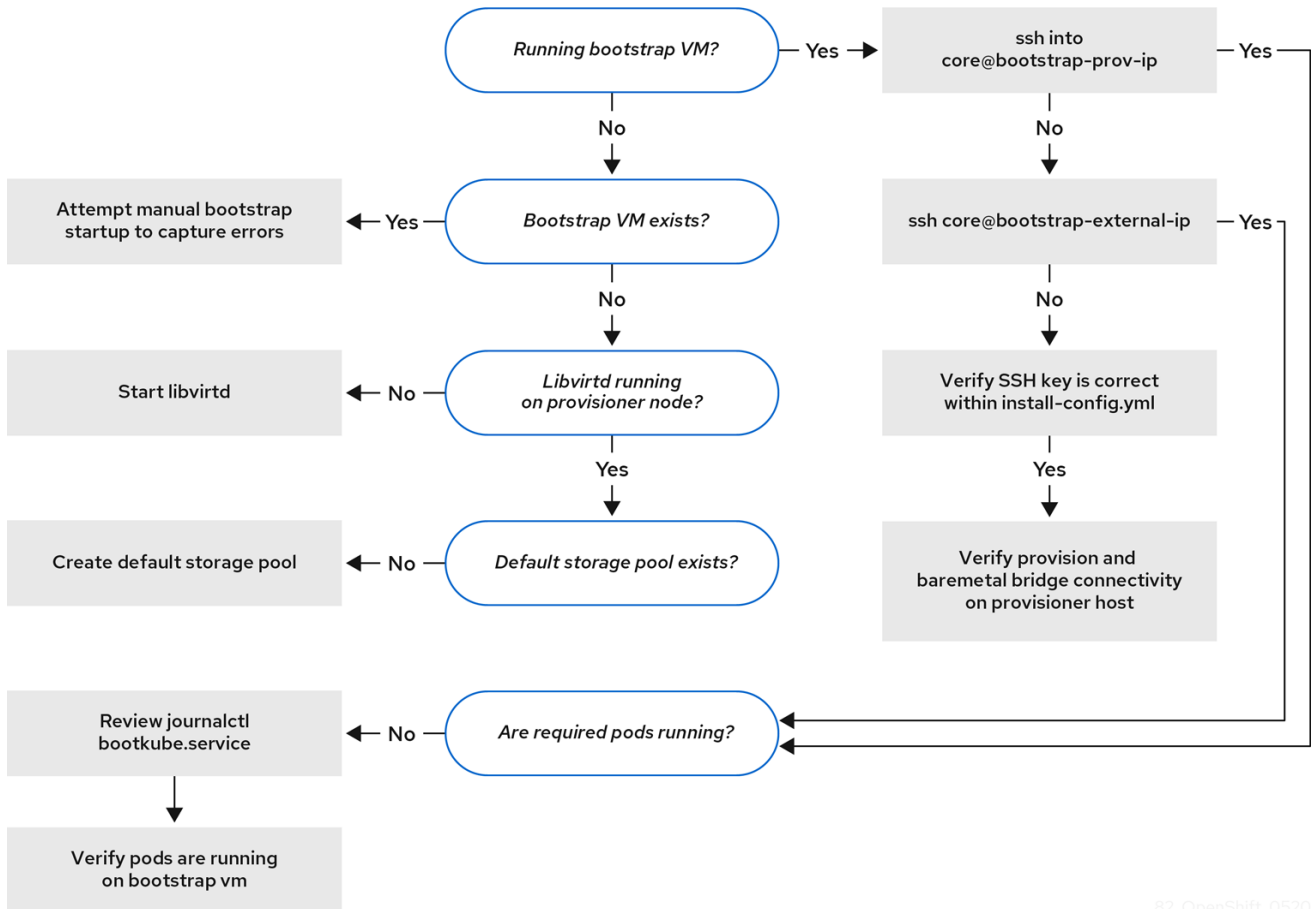 Running bootstrap VM?
Yes
ssh into
core@bootstrap-prov-ip
Yes
No
No
Attempt manual bootstrap
startup to capture errors
Yes
Bootstrap VM exists?
ssh core@bootstrap-external-ip
Yes
No
No
Start libvirtd
No
Libvirtd running
on provisioner node?
Verify SSH key is correct
within install-config.yml
Yes
Yes
Create default storage pool
No
Default storage pool exists?
Verify provision and
baremetal bridge connectivity
on provisioner host
Review journalctl
bootkube.service
No
Are required pods running?
Verify pods are running
on bootstrap vm
82_OpenShift_0520